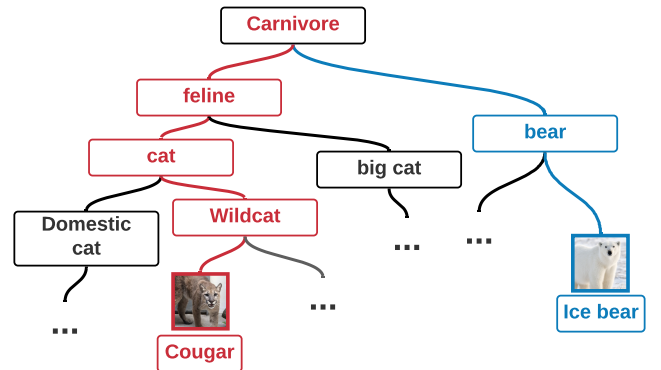 Carnivore
feline
bear
cat
big cat
Domestic
cat
Wildcat
...
...
...
...
Ice bear
Cougar